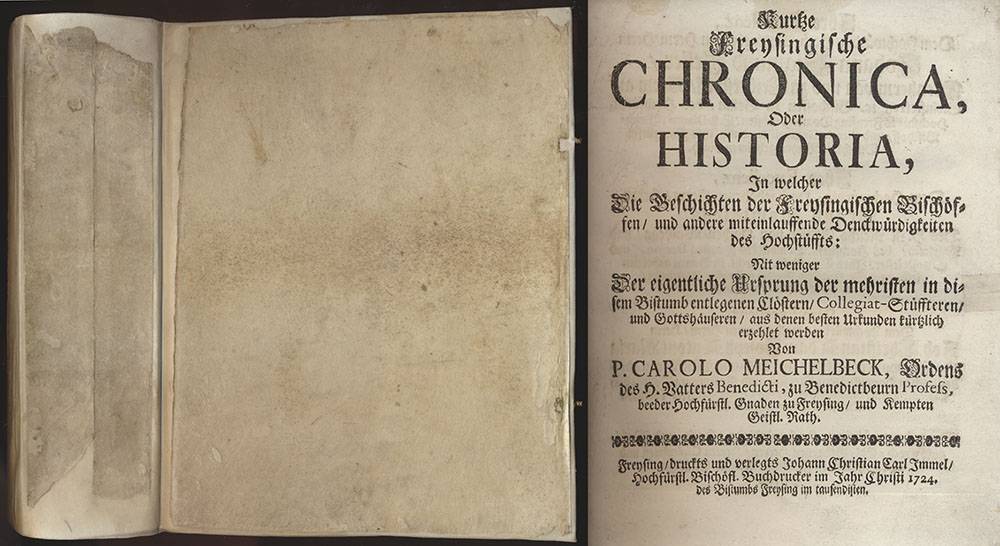 Kurtze
Freysingische
CHRONICA,
Oder
HISTORIA,
In welcher
Die Geschichten der Freysingischen Bischöf-
fen/ und andere miteinlauffende Denckwürdigkeiten
des Hochstüffts:
Nit weniger
Der eigentliche Ursprung der mehristen in di-
sem Bistumb entlegenen Clöstern/ Collegiat-Stüffteren/
und Gottshäuseren/ aus denen besten Urkunden kürtzlich
erzehlet werden
Von
P. CAROLO MEICHELBECK, Ordens
des H. Vatters Benedicti, zu Benedictbeurn Profess,
beeder Hochfürstl. Gnaden zu Freysing/ und Kempten
Geistl. Rath.
Freysing/ druckts und verlegts Johann Christian Carl Immel/
Hochfürstl. Bischöfl. Buchdrucker im Jahr Christi 1724.
des Bistumbs Freysing im tausendisten.